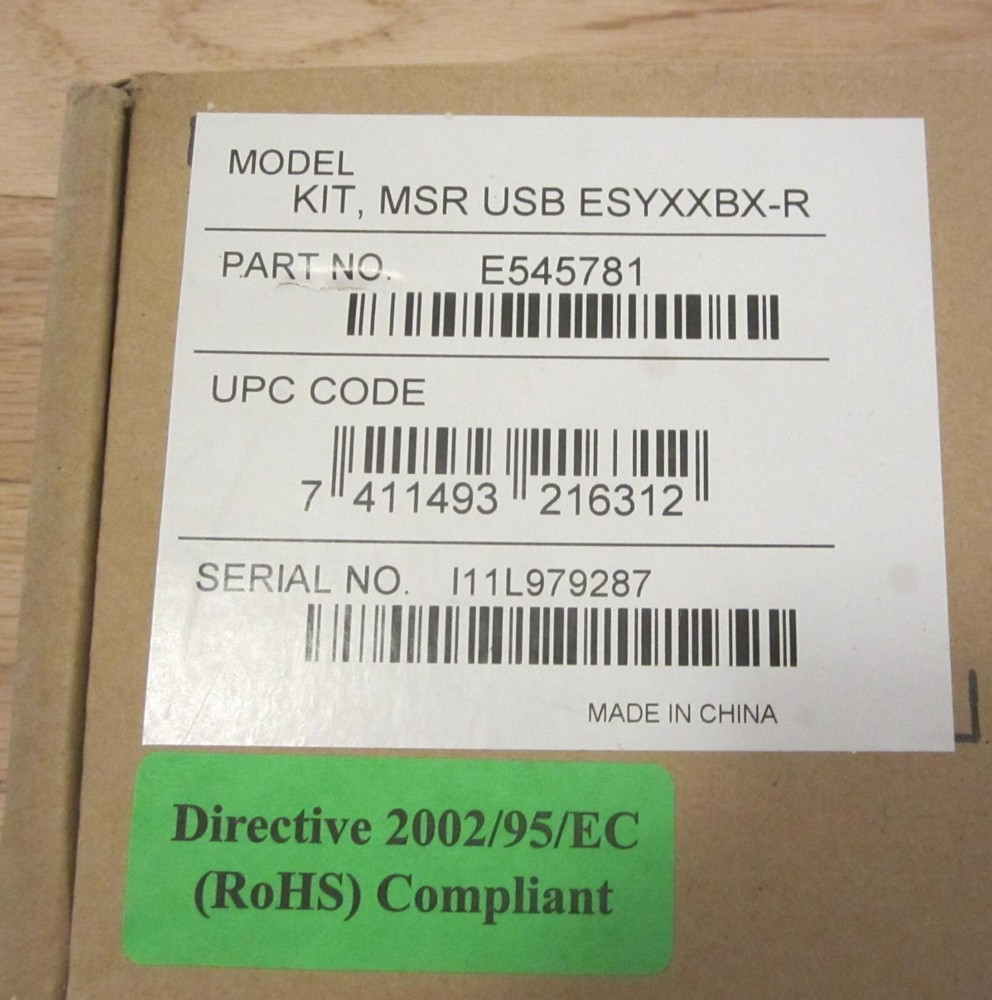 MODEL
KIT, MSR USB ESYXXBX-R
PART NO. E545781
UPC CODE
7 411493 216312
SERIAL NO. I11L979287
MADE IN CHINA
Directive 2002/95/EC
(RoHS) Compliant